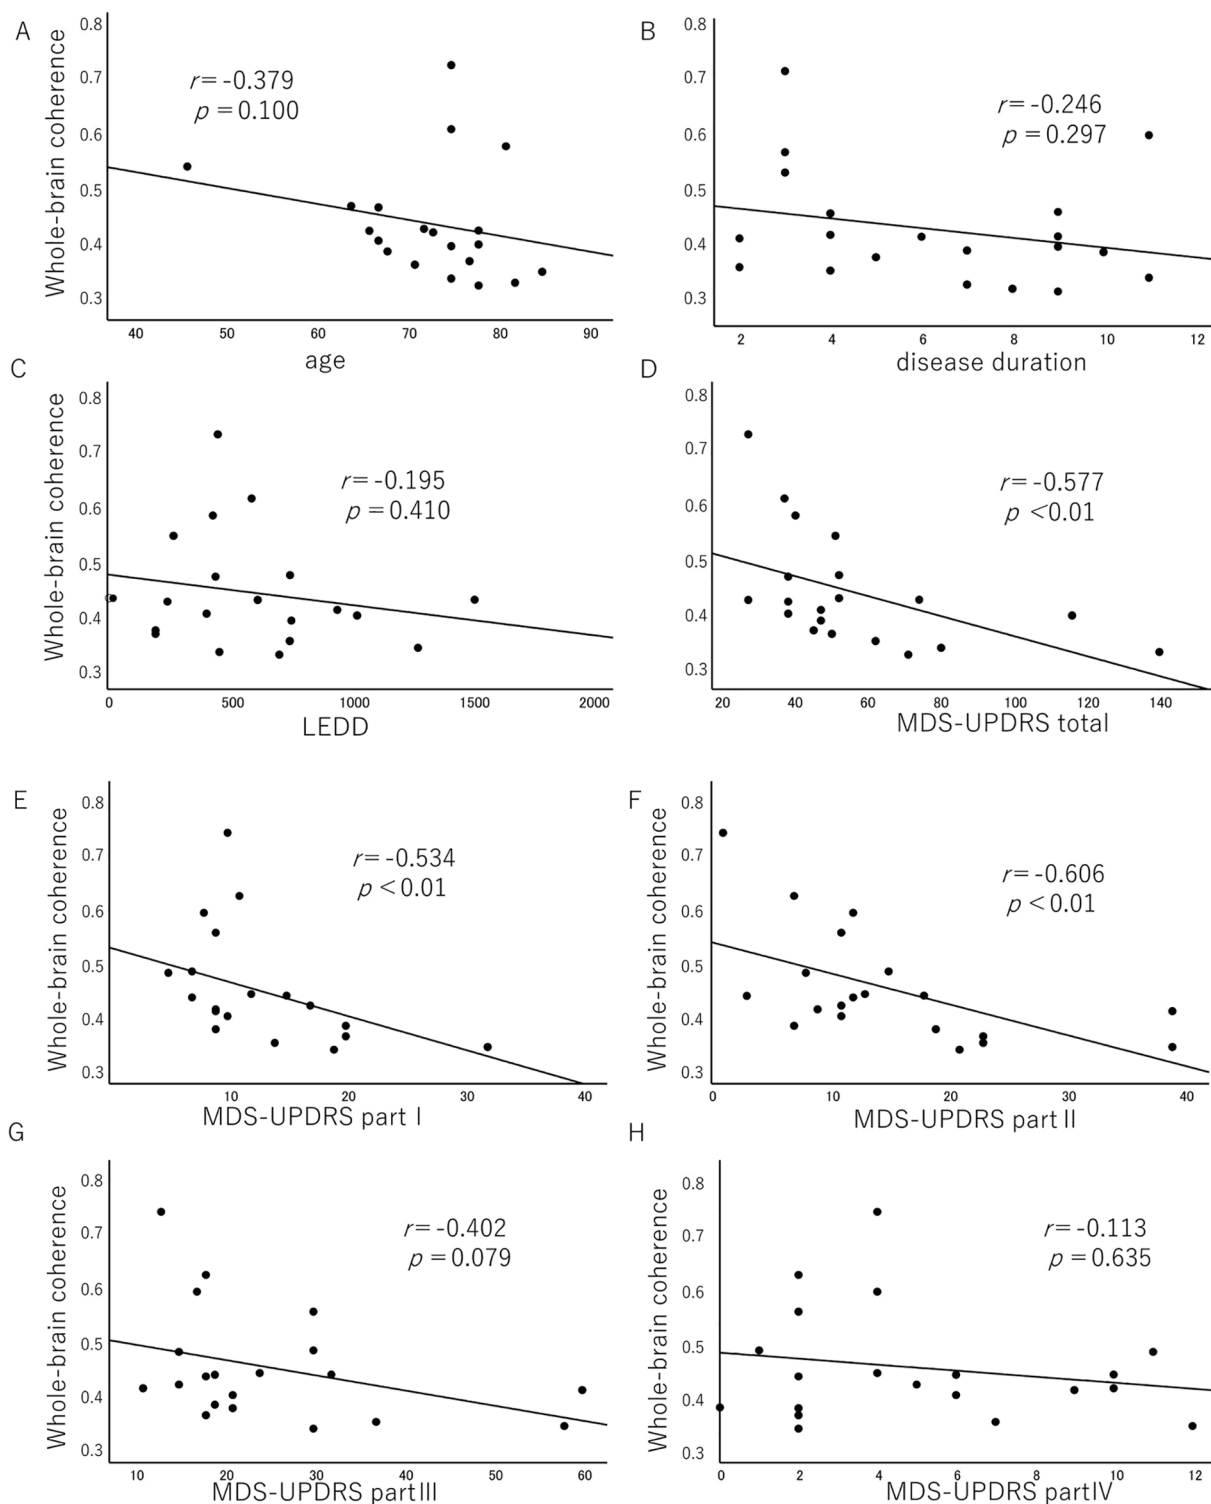 A
Whole-brain coherence
0.8
0.7
0.6
0.5
0.4
0.3
r= -0.379
p = 0.100
40 50 60 70 80 90
age
B
0.8
0.7
0.6
0.5
0.4
0.3
r= -0.246
p = 0.297
2 4 6 8 10 12
disease duration
C
Whole-brain coherence
0.8
0.7
0.6
0.5
0.4
0.3
r= -0.195
p = 0.410
0 500 1000 1500 2000
LEDD
D
0.8
0.7
0.6
0.5
0.4
0.3
r= -0.577
p <0.01
20 40 60 80 100 120 140
MDS-UPDRS total
E
Whole-brain coherence
0.8
0.7
0.6
0.5
0.4
0.3
r= -0.534
p <0.01
10 20 30 40
MDS-UPDRS part I
F
Whole-brain coherence
0.8
0.7
0.6
0.5
0.4
0.3
r= -0.606
p <0.01
0 10 20 30 40
MDS-UPDRS part II
G
Whole-brain coherence
0.8
0.7
0.6
0.5
0.4
0.3
r= -0.402
p = 0.079
10 20 30 40 50 60
MDS-UPDRS partIII
H
Whole-brain coherence
0.8
0.7
0.6
0.5
0.4
0.3
r= -0.113
p = 0.635
0 2 4 6 8 10 12
MDS-UPDRS partIV